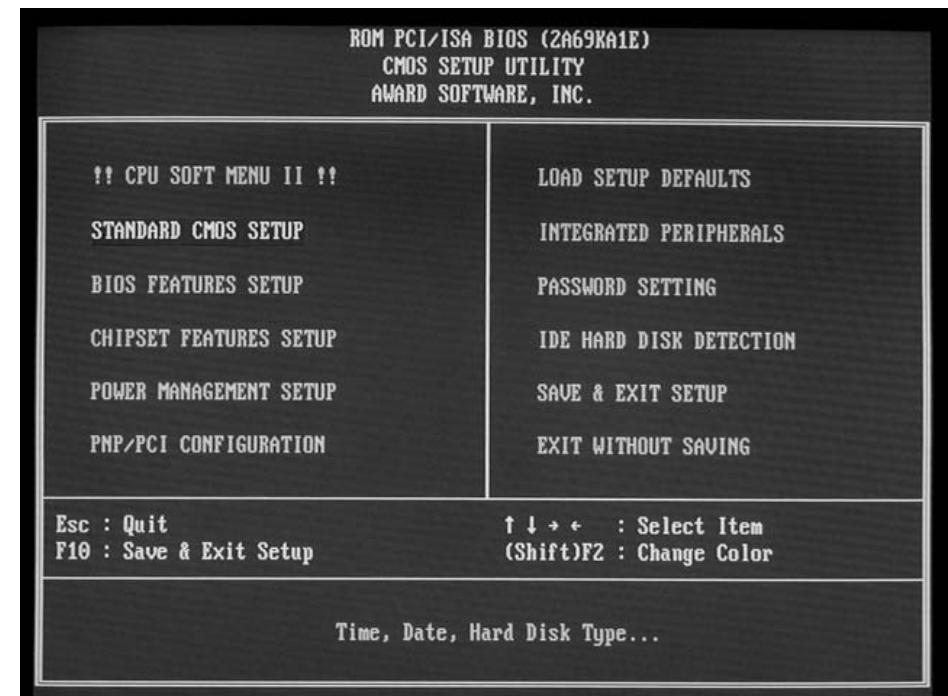 ROM PCI/ISA BIOS (2A69KA1E)
CMOS SETUP UTILITY
AWARD SOFTWARE, INC.
!! CPU SOFT MENU II !!
STANDARD CMOS SETUP
BIOS FEATURES SETUP
CHIPSET FEATURES SETUP
POWER MANAGEMENT SETUP
PNP/PCI CONFIGURATION
LOAD SETUP DEFAULTS
INTEGRATED PERIPHERALS
PASSWORD SETTING
IDE HARD DISK DETECTION
SAVE & EXIT SETUP
EXIT WITHOUT SAVING
Esc : Quit
F10 : Save & Exit Setup
↑ ↓ → ← : Select Item
(Shift)F2 : Change Color
Time, Date, Hard Disk Type...